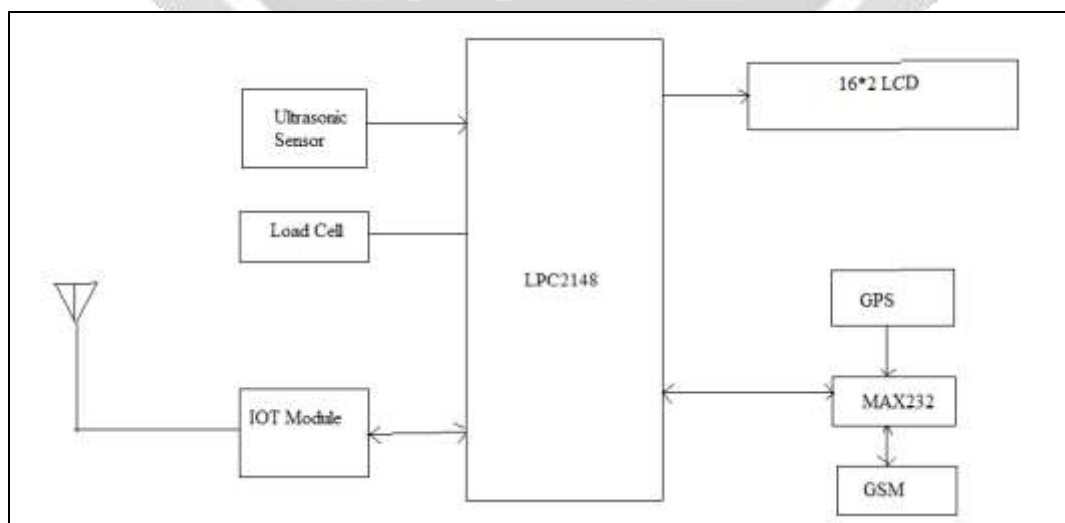 16*2 LCD
Ultrasonic
Sensor
Load Cell
LPC2148
GPS
IOT Module
MAX232
GSM